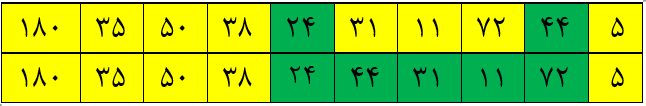 ۱۸۰ ۳۵ ۵۰ ۳۸ ۲۴ ۳۱ ۱۱ ۷۲ ۴۴ ۵
۱۸۰ ۳۵ ۵۰ ۳۸ ۲۴ ۴۴ ۳۱ ۱۱ ۷۲ ۵